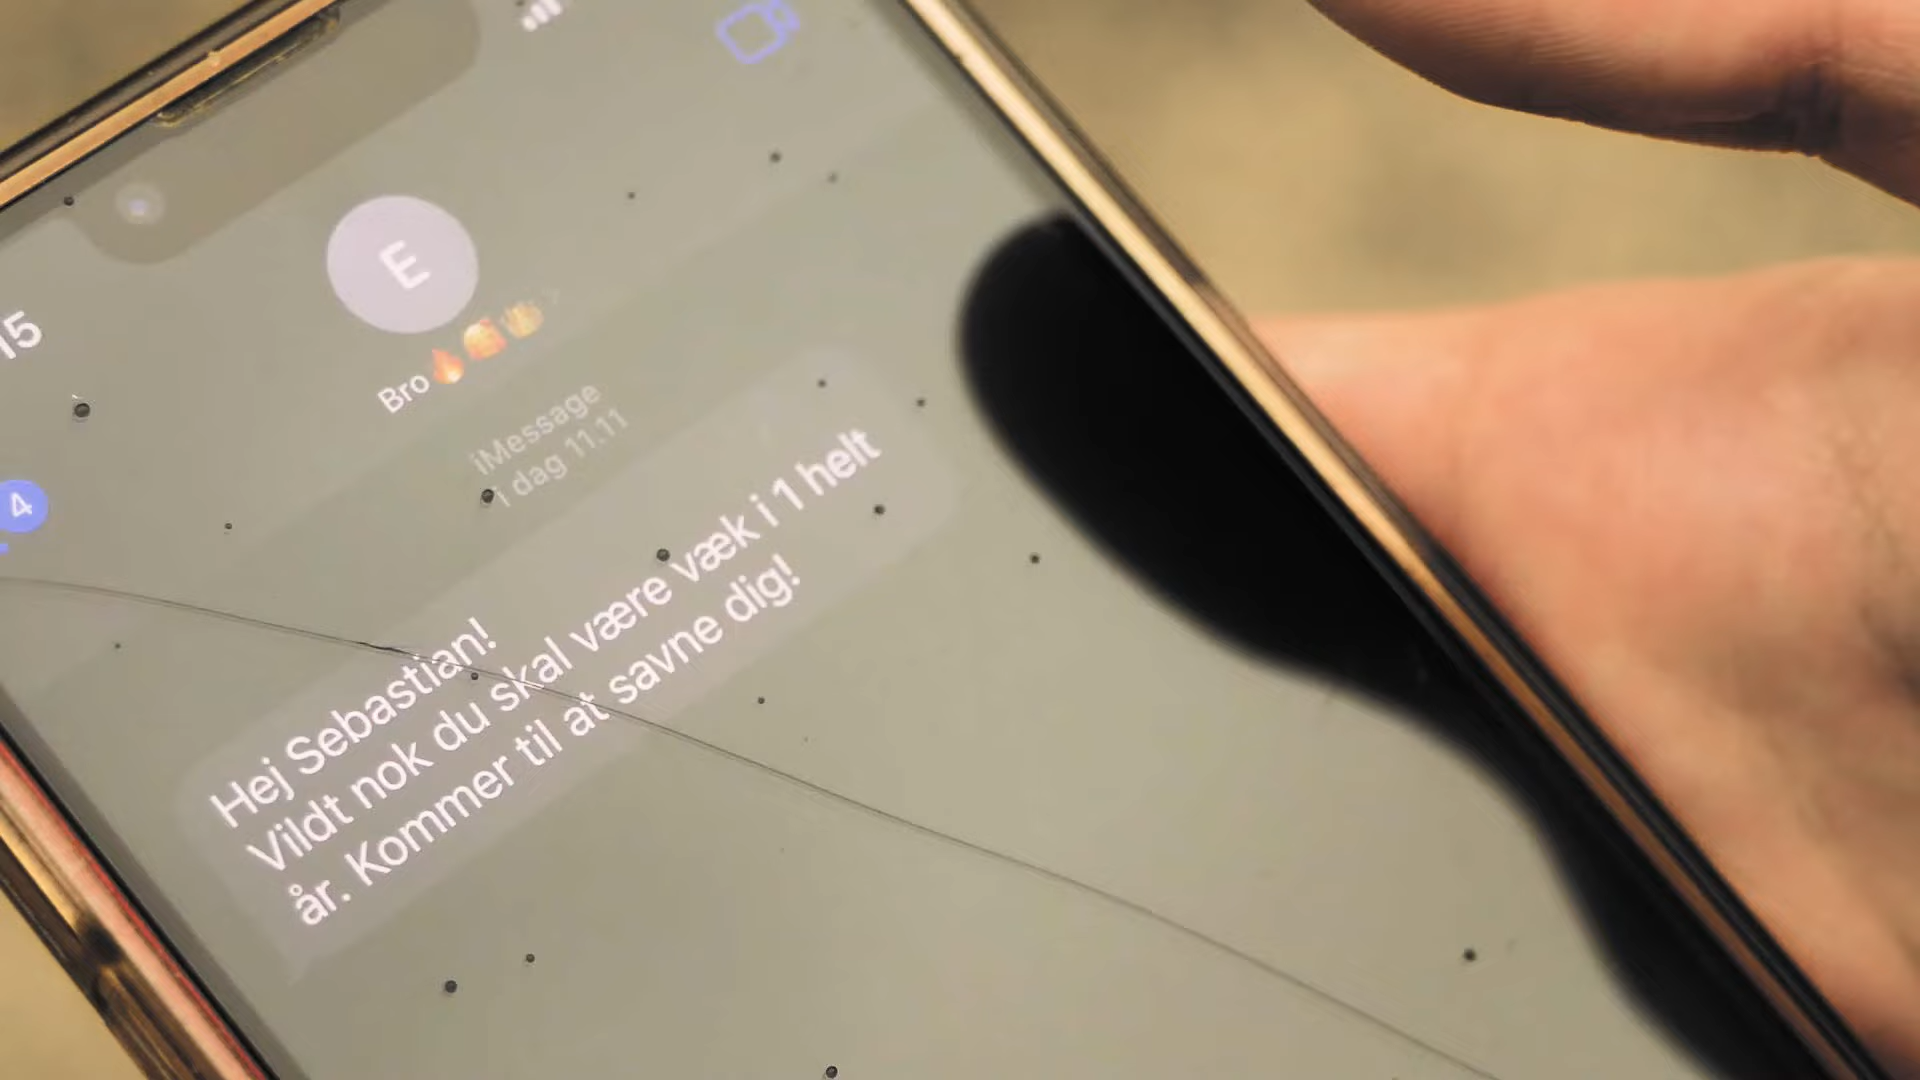 15
E
Bro🔥🥰👑
iMessage
i dag 11.11
4
Hej Sebastian!
Vildt nok du skal være væk i 1 helt
år. Kommer til at savne dig!